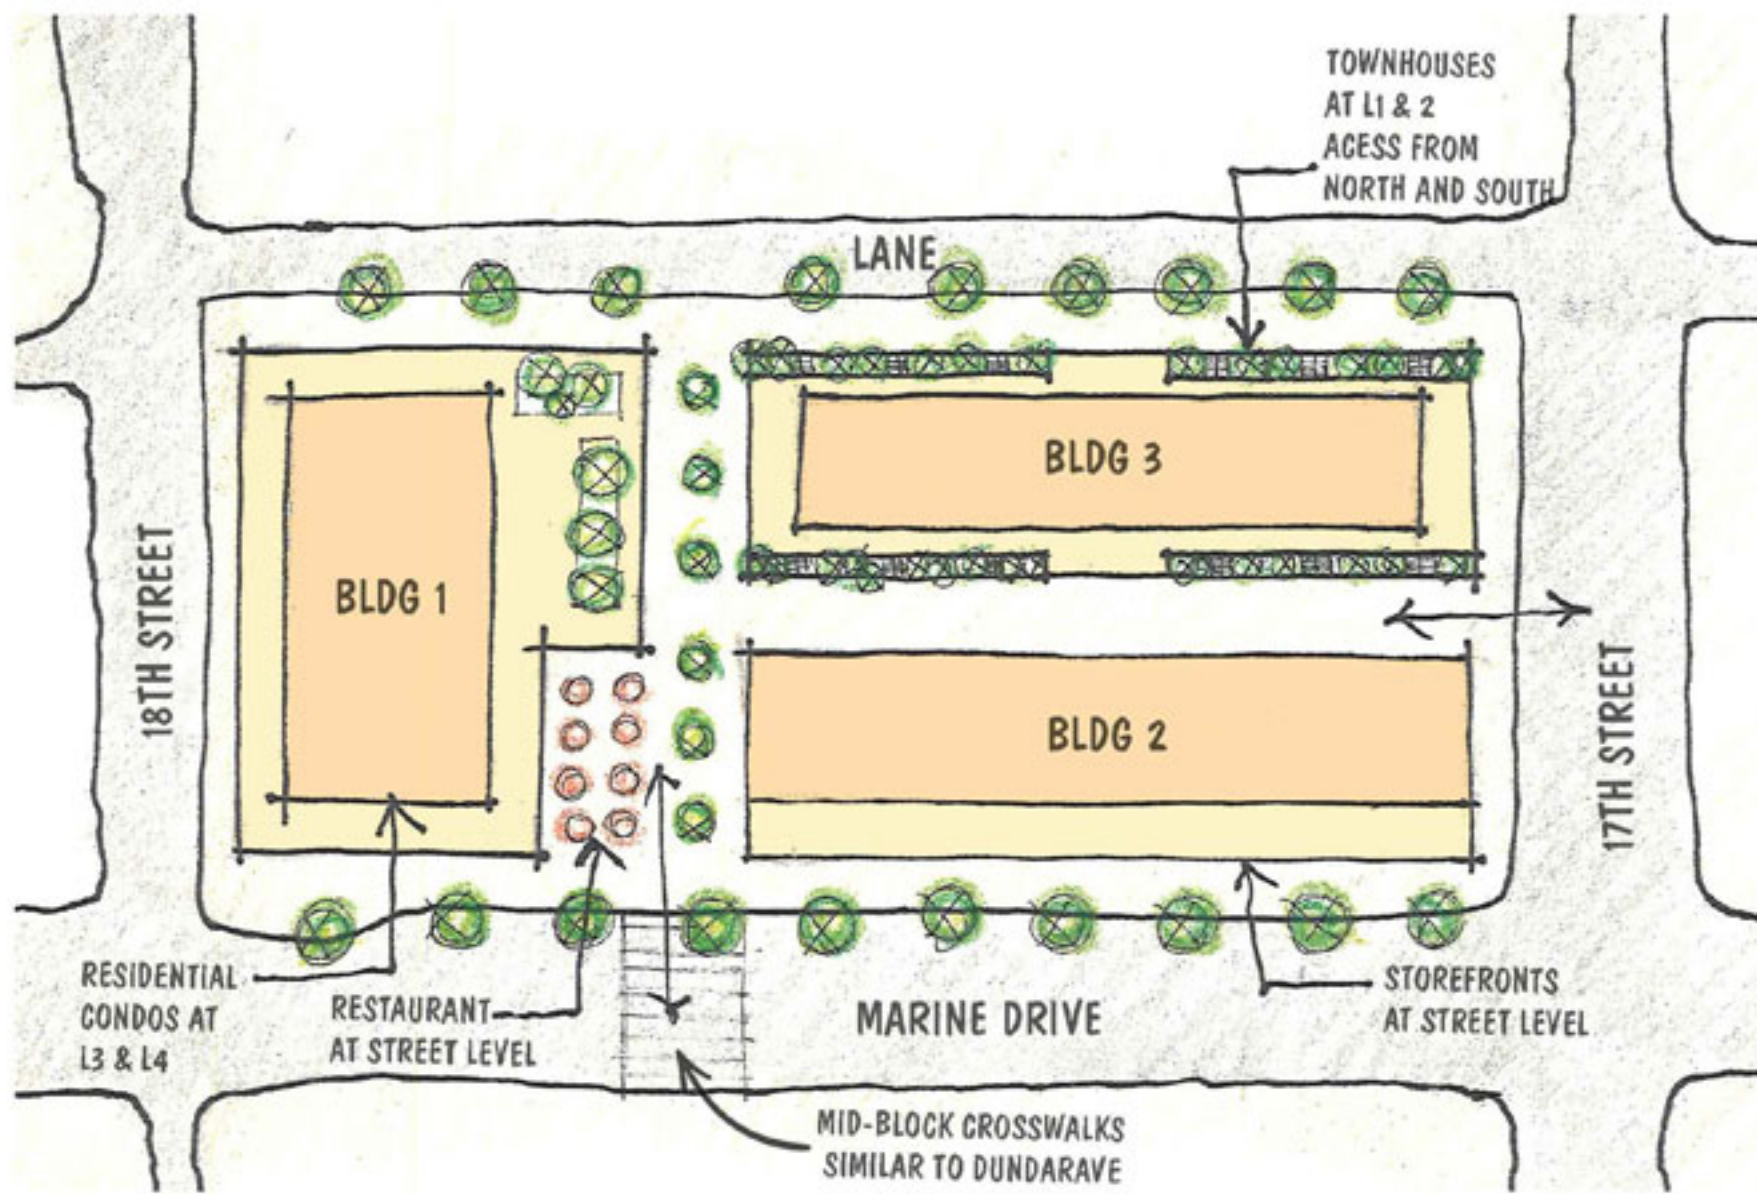 TOWNHOUSES
AT L1 & 2
ACESS FROM
NORTH AND SOUTH
LANE
BLDG 3
BLDG 1
BLDG 2
18TH STREET
17TH STREET
RESIDENTIAL
CONDOS AT
L3 & L4
RESTAURANT
AT STREET LEVEL
MARINE DRIVE
STOREFRONTS
AT STREET LEVEL
MID-BLOCK CROSSWALKS
SIMILAR TO DUNDARAVE